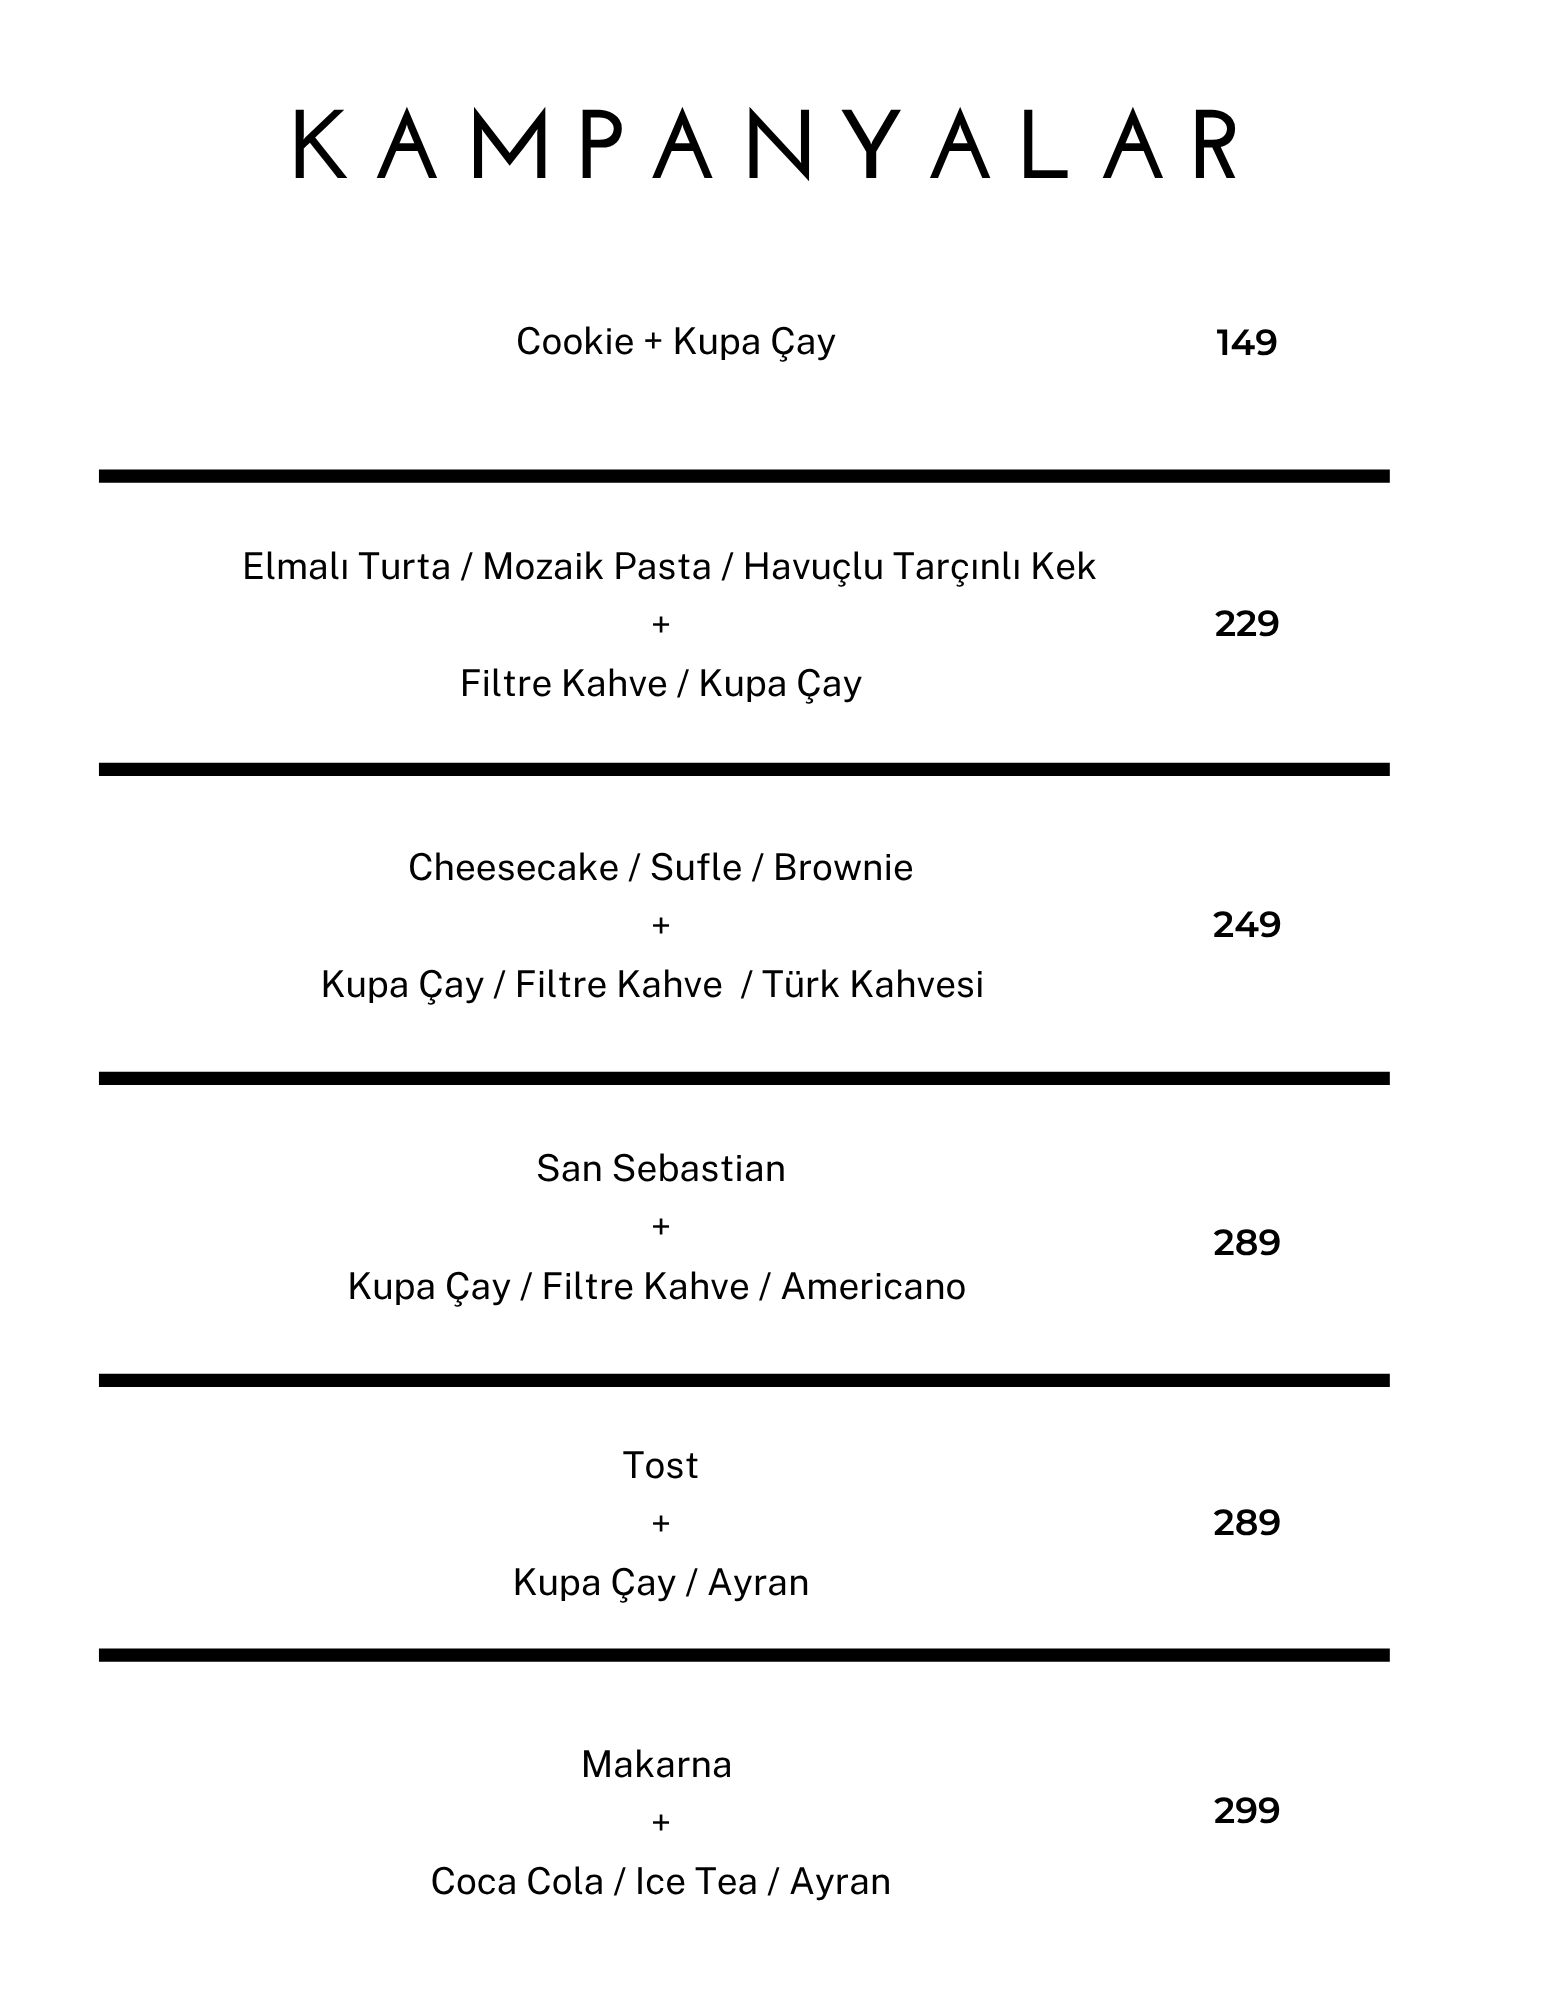 KAMPANYALAR
Cookie + Kupa Çay 149
Elmalı Turta / Mozaik Pasta / Havuçlu Tarçınlı Kek
+
229
Filtre Kahve / Kupa Çay
Cheesecake / Sufle / Brownie
+
249
Kupa Çay / Filtre Kahve / Türk Kahvesi
San Sebastian
+
289
Kupa Çay / Filtre Kahve / Americano
Tost
+
289
Kupa Çay / Ayran
Makarna
+
299
Coca Cola / Ice Tea / Ayran